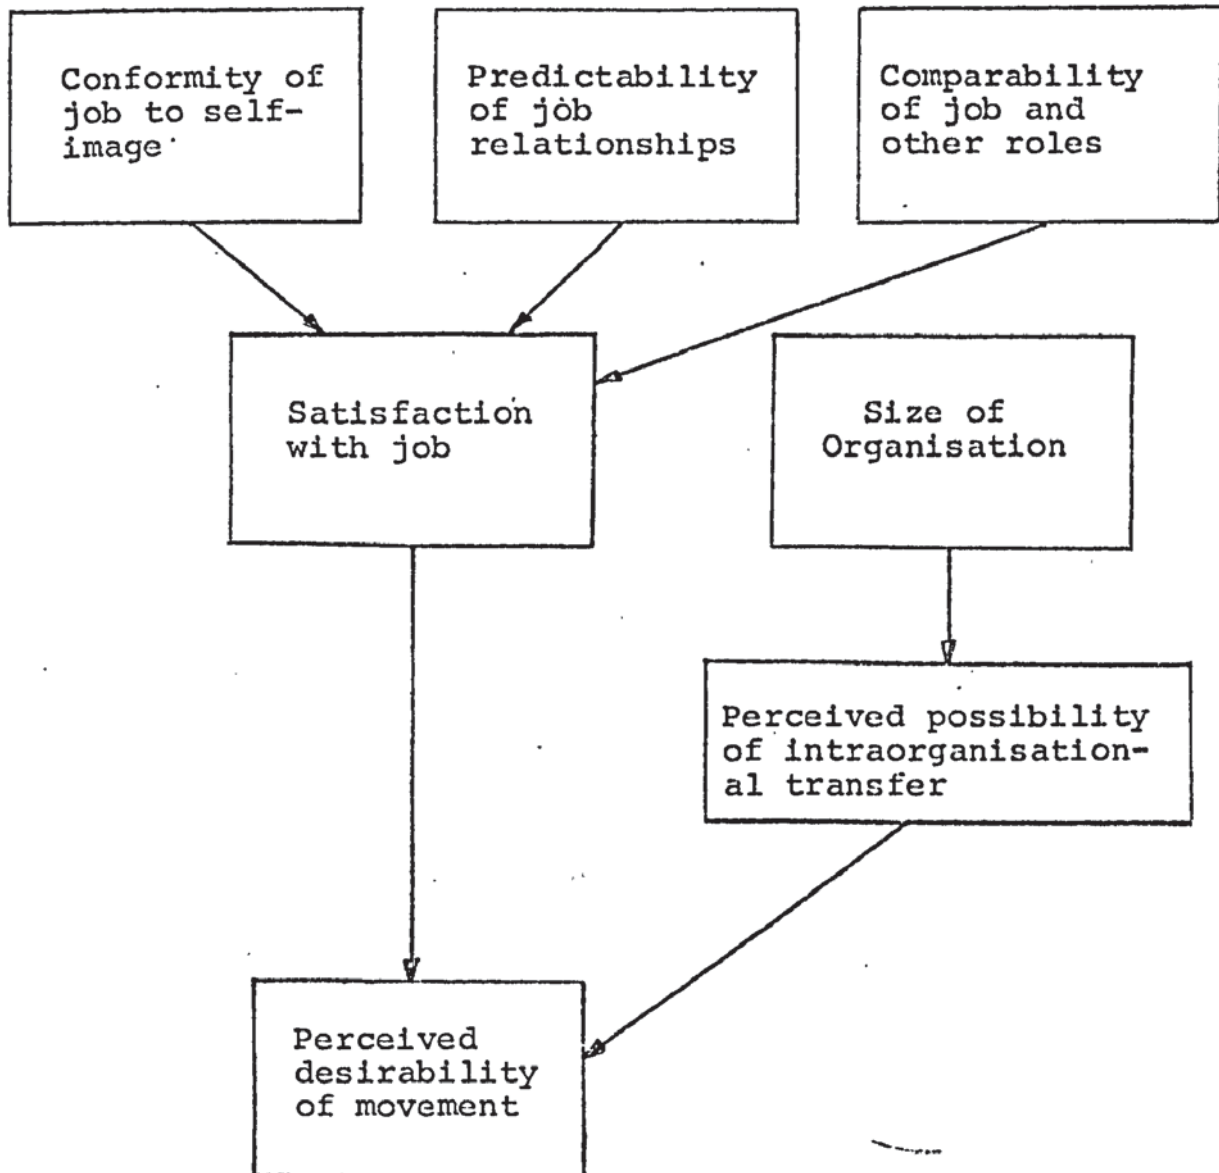 Conformity of
job to self-
image
Predictability
of job
relationships
Comparability
of job and
other roles
Satisfaction
with job
Size of
Organisation
Perceived possibility
of intraorganisation-
al transfer
Perceived
desirability
of movement